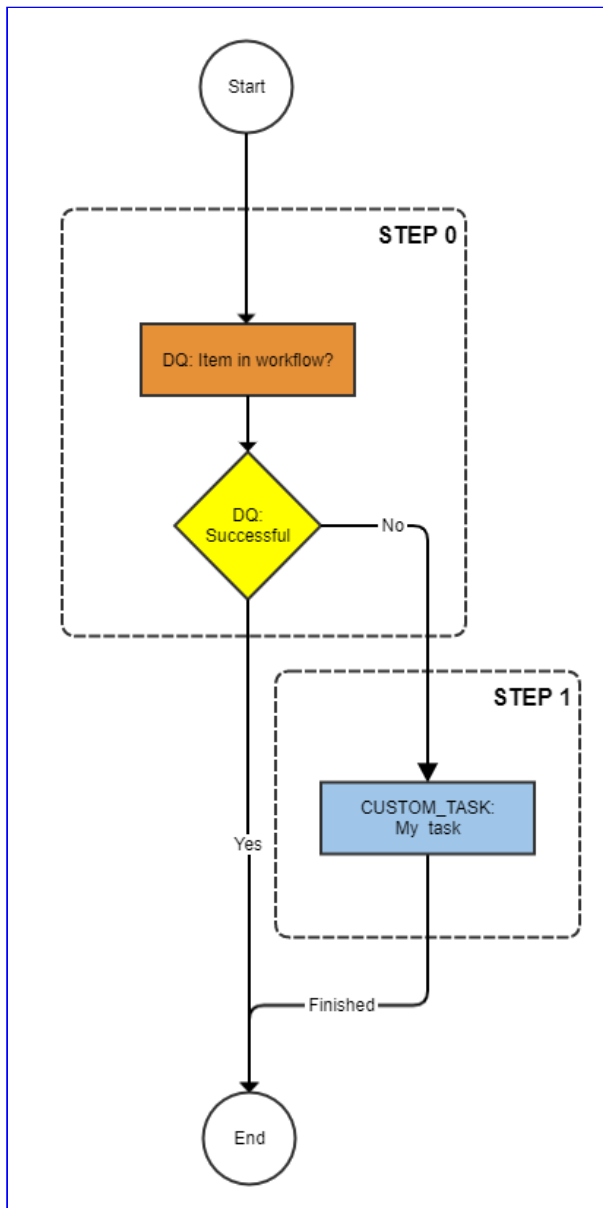 Start
STEP 0
DQ: Item in workflow?
DQ:
Successful
No
STEP 1
CUSTOM_TASK:
My task
Yes
Finished
End